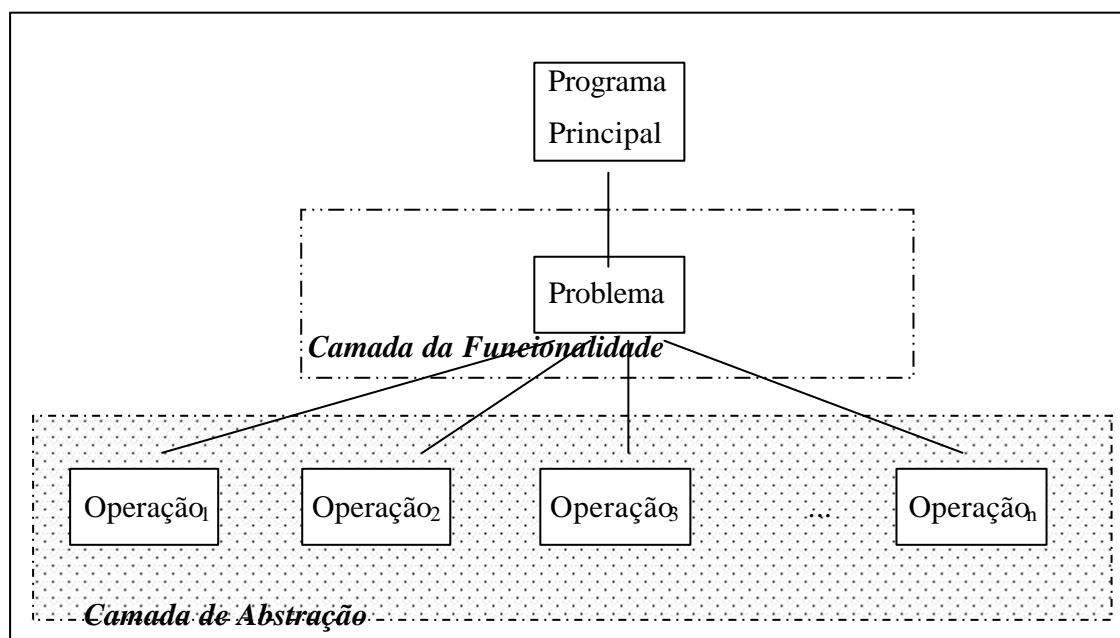 Programa
Principal
Problema
Camada da Funcionalidade
Operação1 Operação2 Operação3 ... Operaçãon
Camada de Abstração